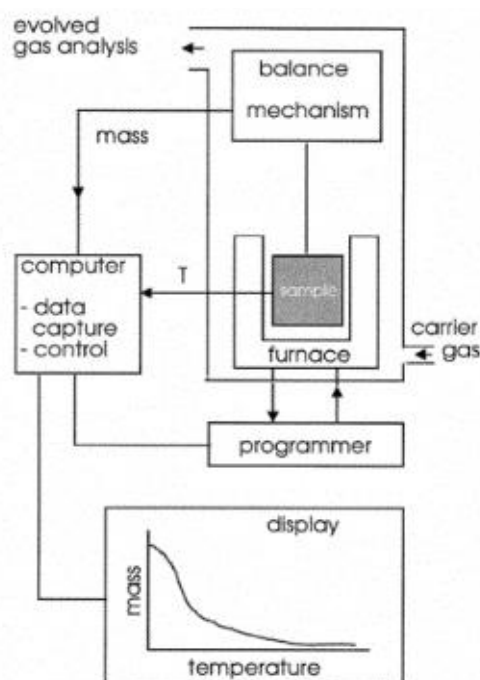 evolved
gas analysis
balance
mechanism
mass
computer
- data
capture
- control
T
sample
furnace
carrier
gas
programmer
display
mass
temperature